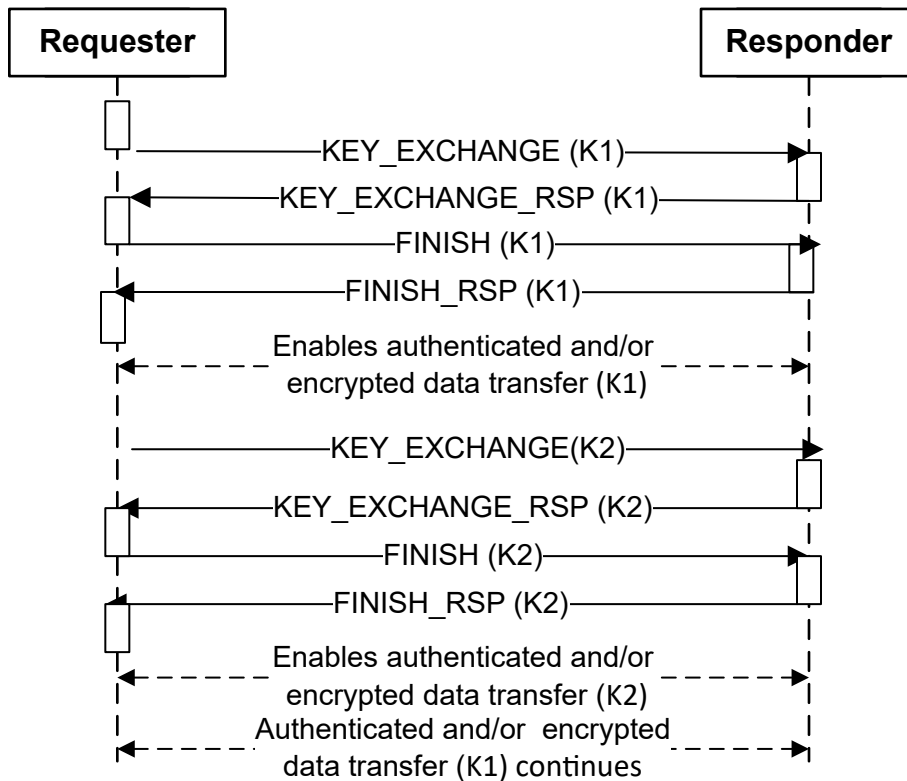 Requester
Responder
KEY_EXCHANGE (K1)
KEY_EXCHANGE_RSP (K1)
FINISH (K1)
FINISH_RSP (K1)
Enables authenticated and/or
encrypted data transfer (K1)
KEY_EXCHANGE(K2)
KEY_EXCHANGE_RSP (K2)
FINISH (K2)
FINISH_RSP (K2)
Enables authenticated and/or
encrypted data transfer (K2)
Authenticated and/or encrypted
data transfer (K1) continues